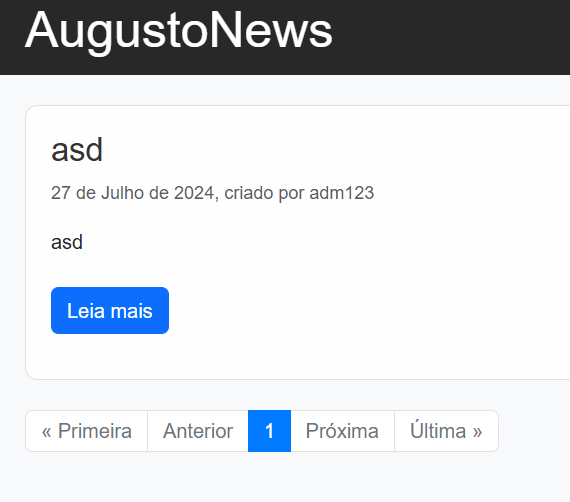 AugustoNews
asd
27 de Julho de 2024, criado por adm123
asd
Leia mais
« Primeira Anterior 1 Próxima Última »